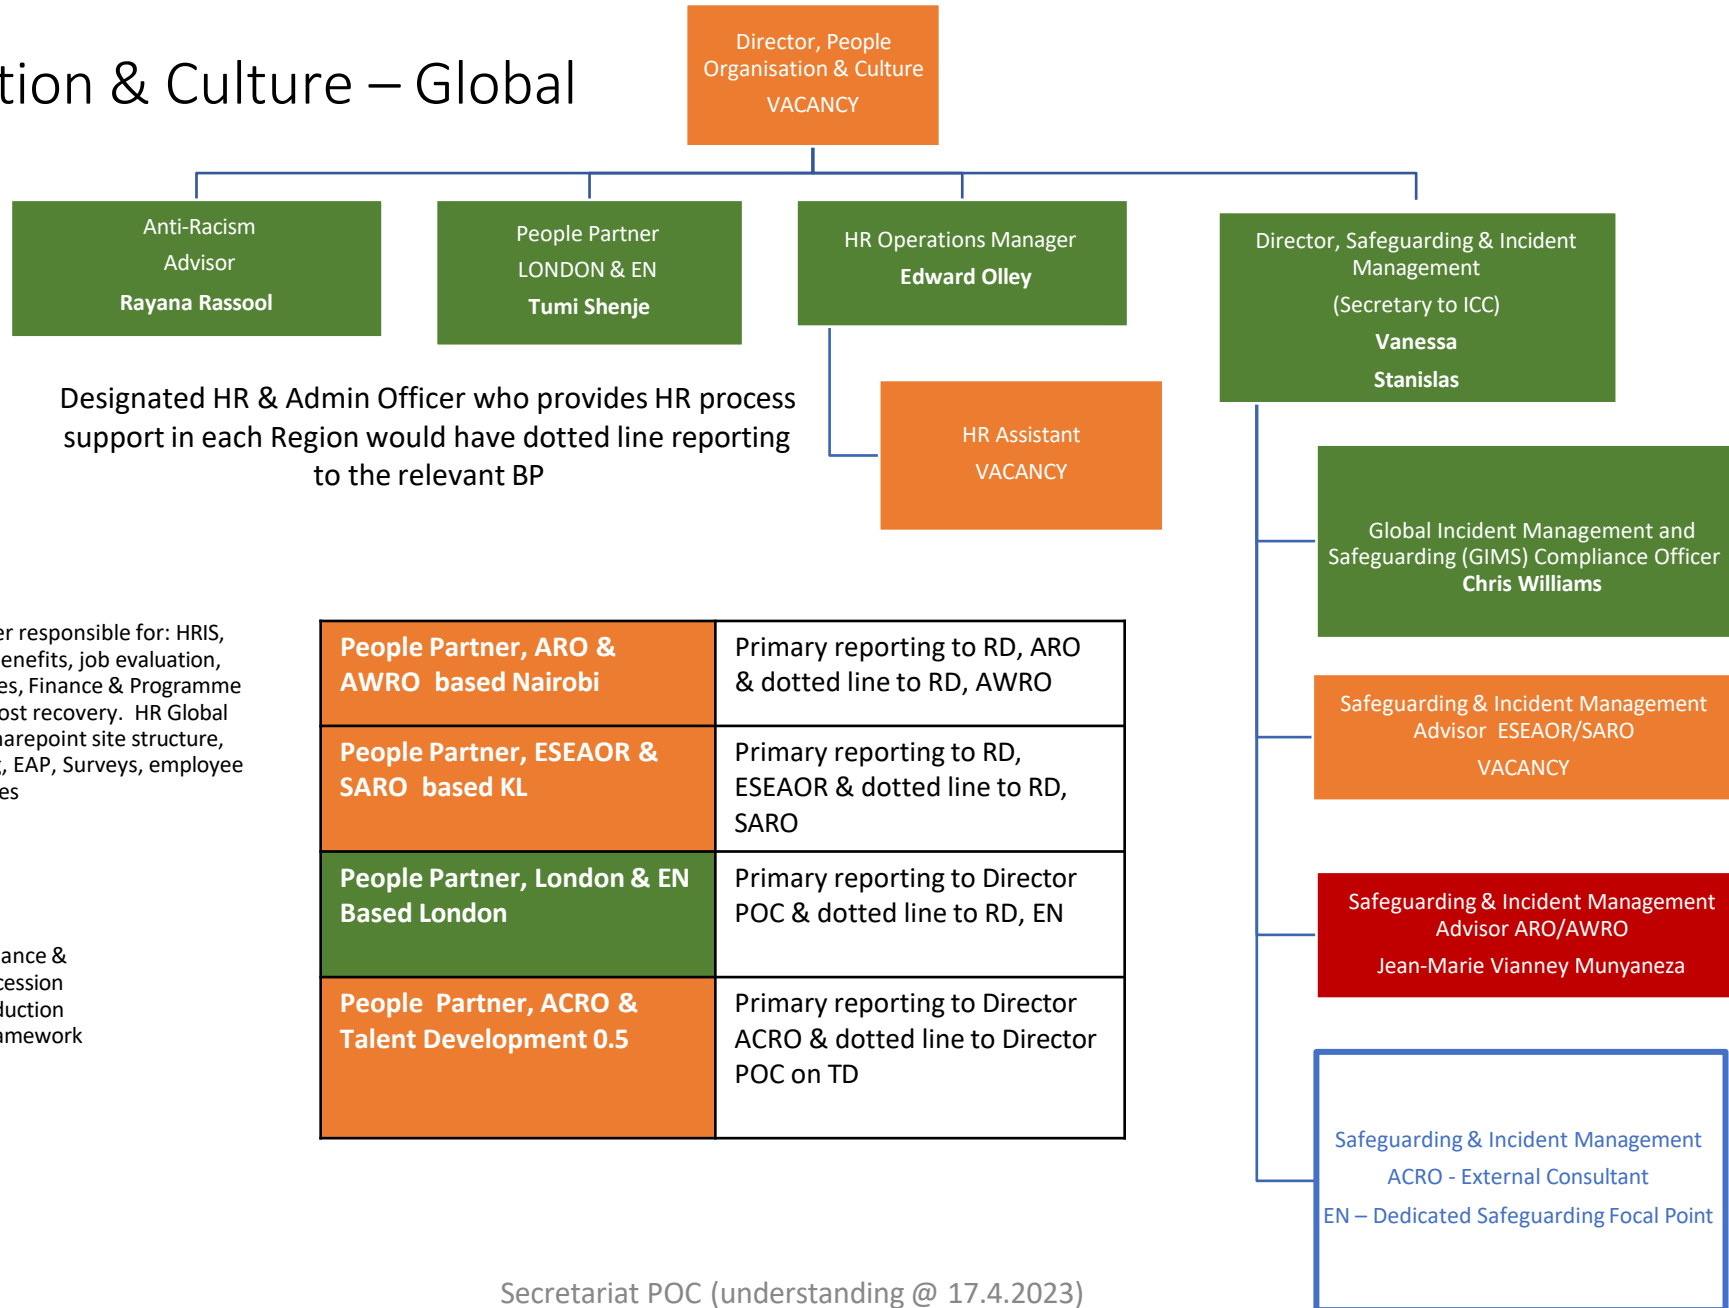 tion & Culture – Global
Director, People
Organisation & Culture
VACANCY
Anti-Racism
Advisor
Rayana Rassool
People Partner
LONDON & EN
Tumi Shenje
HR Operations Manager
Edward Olley
Director, Safeguarding & Incident
Management
(Secretary to ICC)
Vanessa
Stanislas
Designated HR & Admin Officer who provides HR process
support in each Region would have dotted line reporting
to the relevant BP
HR Assistant
VACANCY
Global Incident Management and
Safeguarding (GIMS) Compliance Officer
Chris Williams
er responsible for: HRIS,
enefits, job evaluation,
es, Finance & Programme
ost recovery. HR Global
harepoint site structure,
g, EAP, Surveys, employee
es
People Partner, ARO &
AWRO based Nairobi
Primary reporting to RD, ARO
& dotted line to RD, AWRO
People Partner, ESEAOR &
SARO based KL
Primary reporting to RD,
ESEAOR & dotted line to RD,
SARO
People Partner, London & EN
Based London
Primary reporting to Director
POC & dotted line to RD, EN
People Partner, ACRO &
Talent Development 0.5
Primary reporting to Director
ACRO & dotted line to Director
POC on TD
Safeguarding & Incident Management
Advisor ESEAOR/SARO
VACANCY
Safeguarding & Incident Management
Advisor ARO/AWRO
Jean-Marie Vianney Munyaneza
ance &
cession
duction
amework
Safeguarding & Incident Management
ACRO - External Consultant
EN – Dedicated Safeguarding Focal Point
Secretariat POC (understanding @ 17.4.2023)